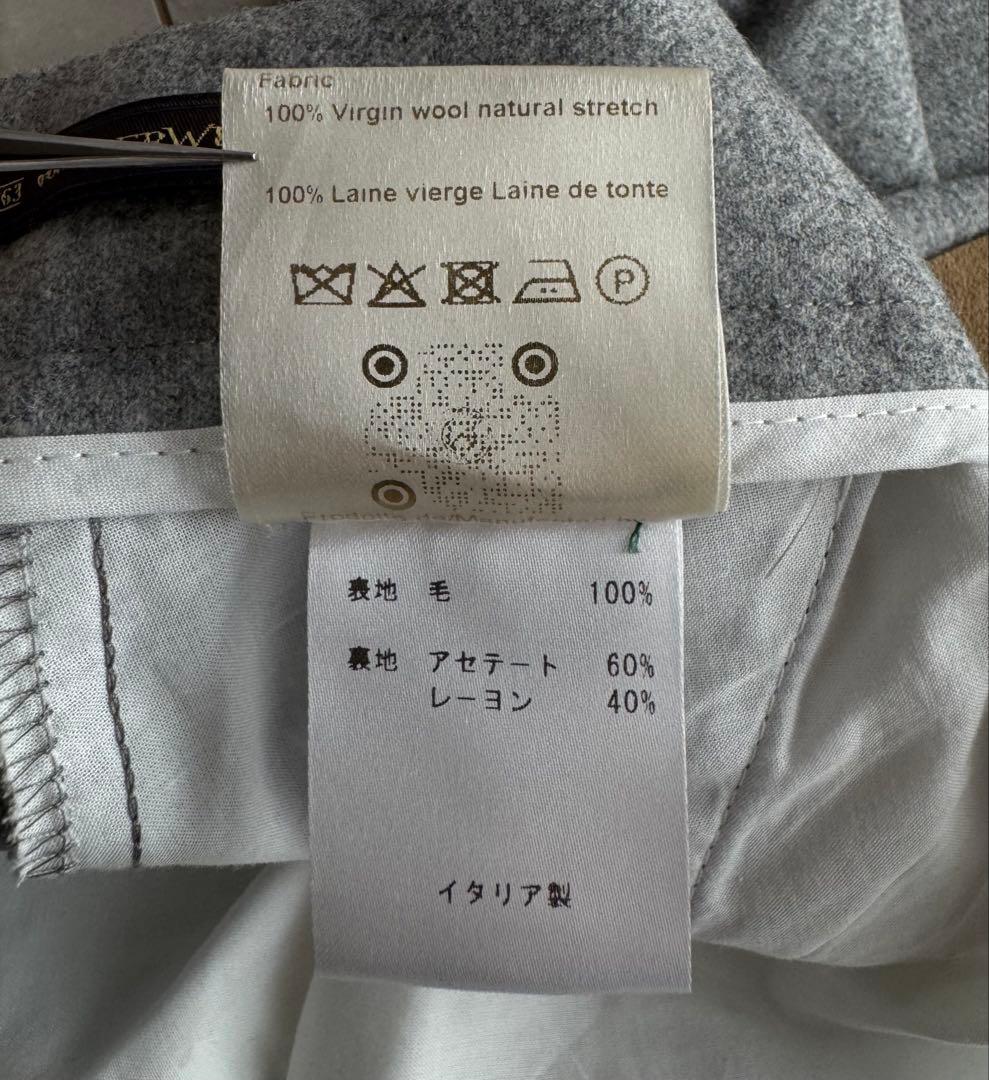 Fabric
100% Virgin wool natural stretch
100% Laine vierge Laine de tonte
P
63
表地 毛 100%
裏地 アセテート 60%
レーヨン 40%
イタリア製